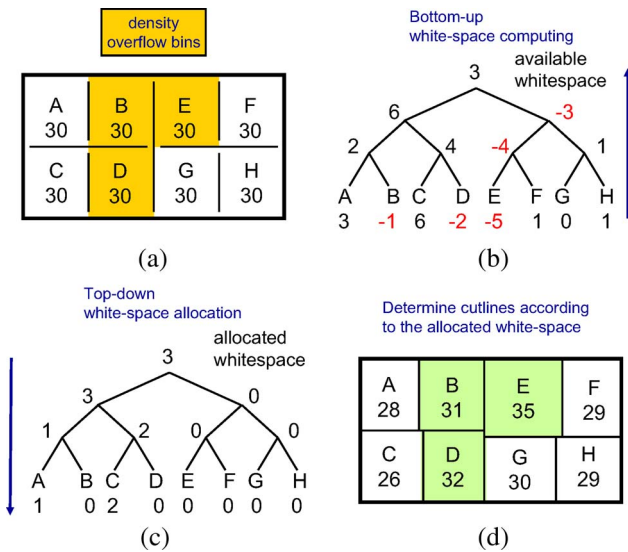 density
overflow bins
A B E F
30 30 30 30
C D G H
30 30 30 30
(a)
Bottom-up
white-space computing
available
whitespace
3
6 -3
2 4 -4 1
A B C D E F G H
3 -1 6 -2 -5 1 0 1
(b)
Top-down
white-space allocation
allocated
whitespace
3
3 0
1 2 0 0
A B C D E F G H
1 0 2 0 0 0 0 0
(c)
Determine cutlines according
to the allocated white-space
A B E F
28 31 35 29
C D G H
26 32 30 29
(d)